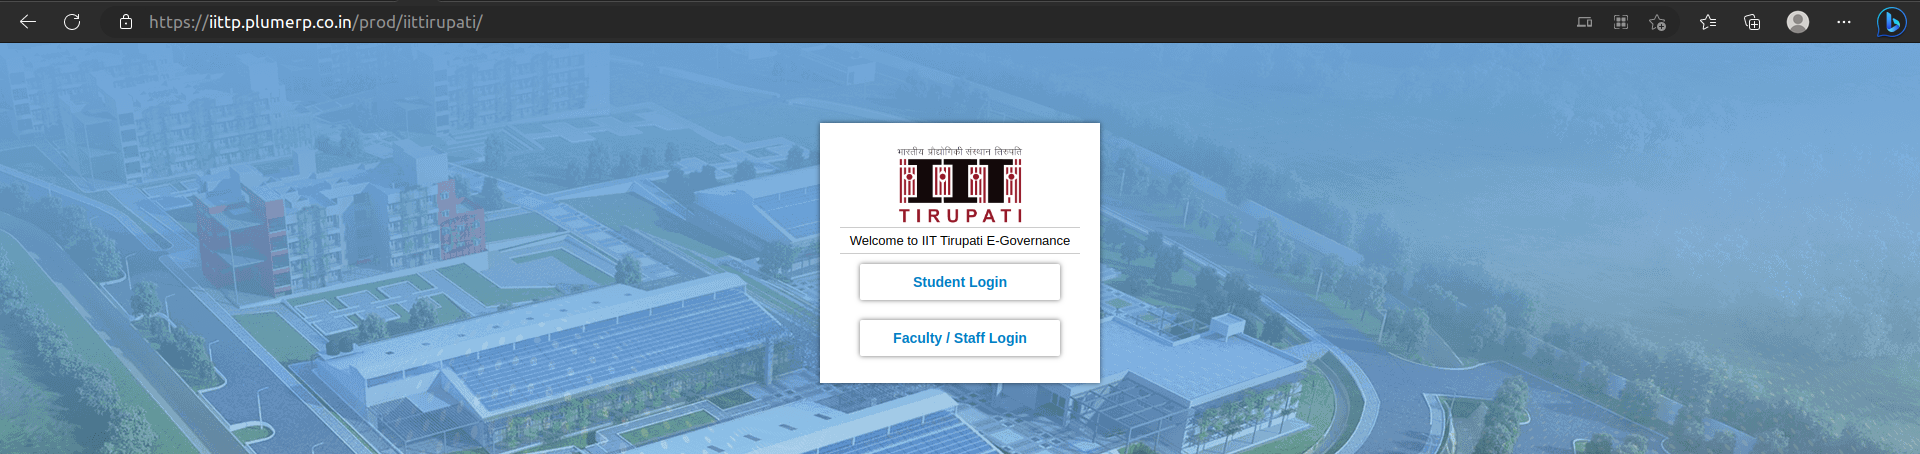 https://iittp.plumerp.co.in/prod/iittirupati/
भारतीय प्रौद्योगिकी संस्थान तिरुपति
IIT
TIRUPATI
Welcome to IIT Tirupati E-Governance
Student Login
Faculty / Staff Login